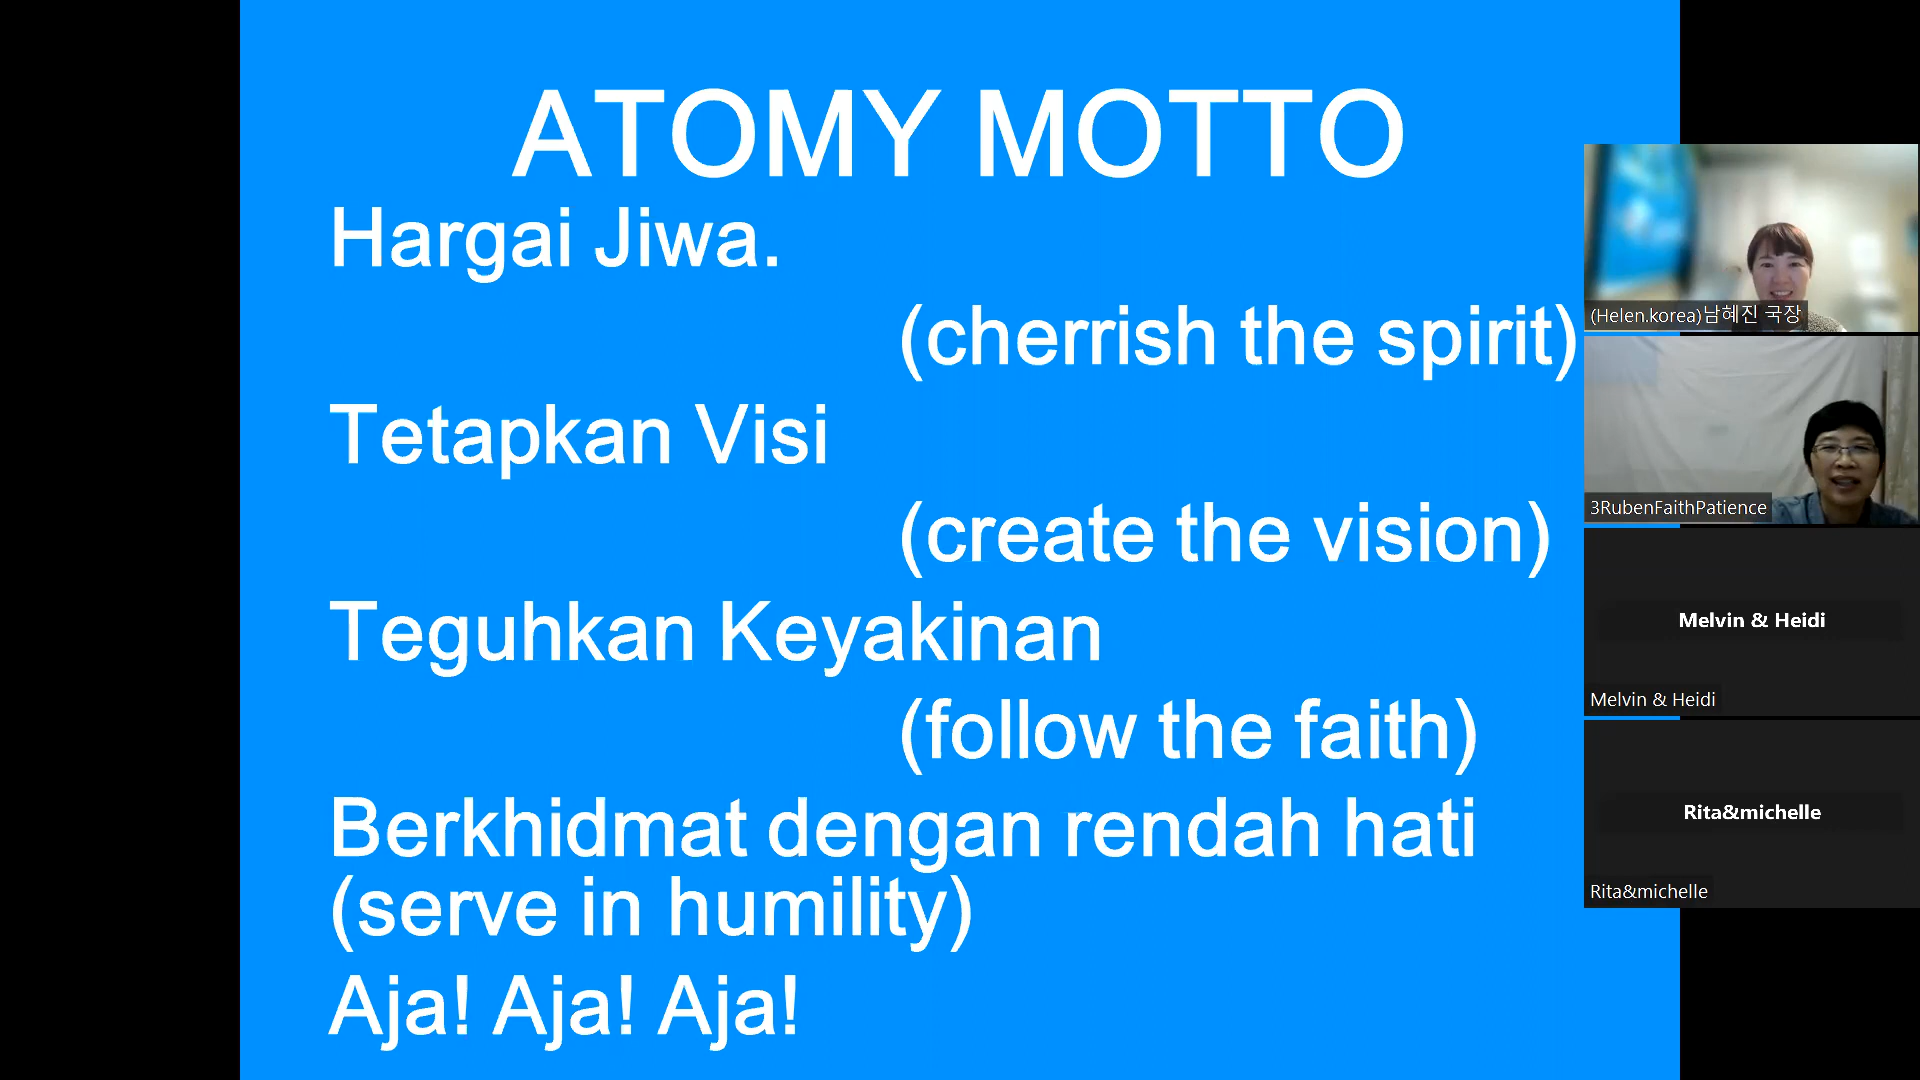 ATOMY MOTTO
Hargai Jiwa.
(cherrish the spirit)
Tetapkan Visi
(create the vision)
Teguhkan Keyakinan
(follow the faith)
Berkhidmat dengan rendah hati
(serve in humility)
Aja! Aja! Aja!
(Helen.korea)남혜진 국장
3RubenFaithPatience
Melvin & Heidi
Melvin & Heidi
Rita&michelle
Rita&michelle